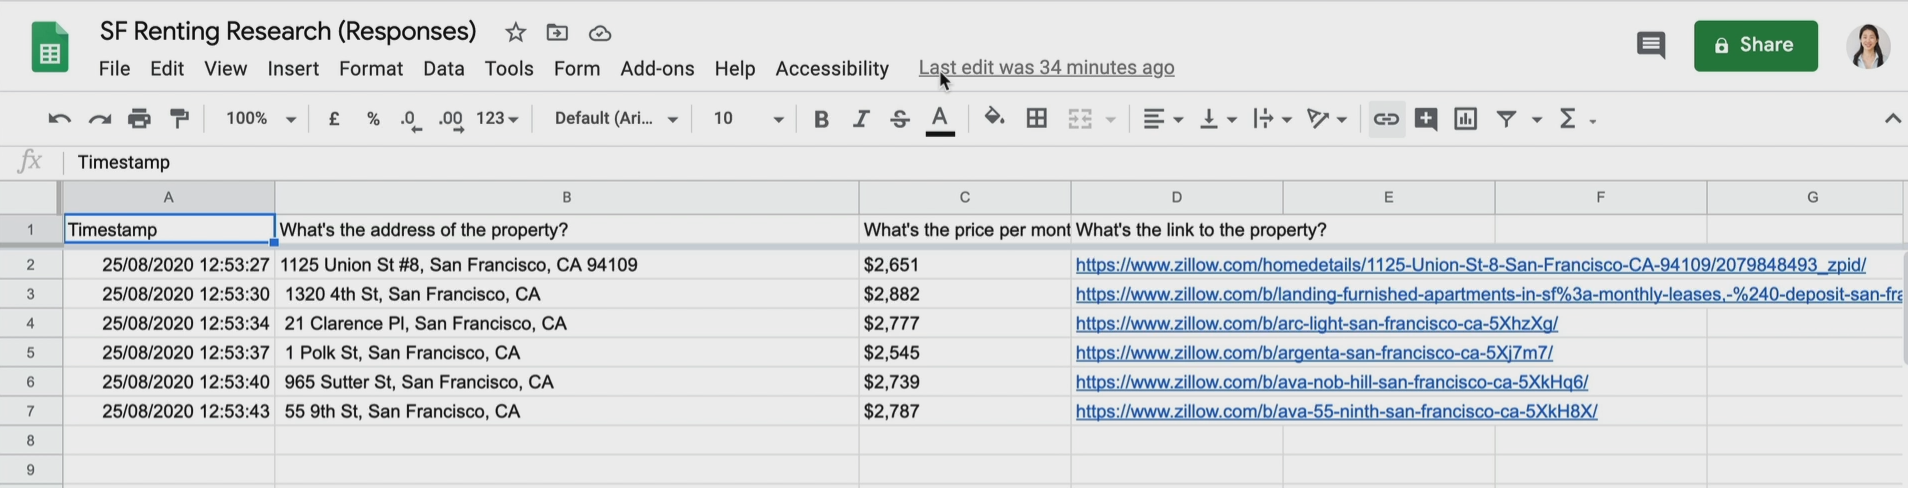 SF Renting Research (Responses)
File Edit View Insert Format Data Tools Form Add-ons Help Accessibility Last edit was 34 minutes ago
Share
100% £ % .0 .00 123 Default (Ari... 10 B I S A Σ
fx Timestamp
A B C D E F G
1 Timestamp What's the address of the property? What's the price per mont What's the link to the property?
2 25/08/2020 12:53:27 1125 Union St #8, San Francisco, CA 94109 $2,651 https://www.zillow.com/homedetails/1125-Union-St-8-San-Francisco-CA-94109/2079848493_zpid/
3 25/08/2020 12:53:30 1320 4th St, San Francisco, CA $2,882 https://www.zillow.com/b/landing-furnished-apartments-in-sf%3a-monthly-leases,-%240-deposit-san-fra
4 25/08/2020 12:53:34 21 Clarence Pl, San Francisco, CA $2,777 https://www.zillow.com/b/arc-light-san-francisco-ca-5XhzXg/
5 25/08/2020 12:53:37 1 Polk St, San Francisco, CA $2,545 https://www.zillow.com/b/argenta-san-francisco-ca-5Xj7m7/
6 25/08/2020 12:53:40 965 Sutter St, San Francisco, CA $2,739 https://www.zillow.com/b/ava-nob-hill-san-francisco-ca-5XkHq6/
7 25/08/2020 12:53:43 55 9th St, San Francisco, CA $2,787 https://www.zillow.com/b/ava-55-ninth-san-francisco-ca-5XkH8X/
8
9